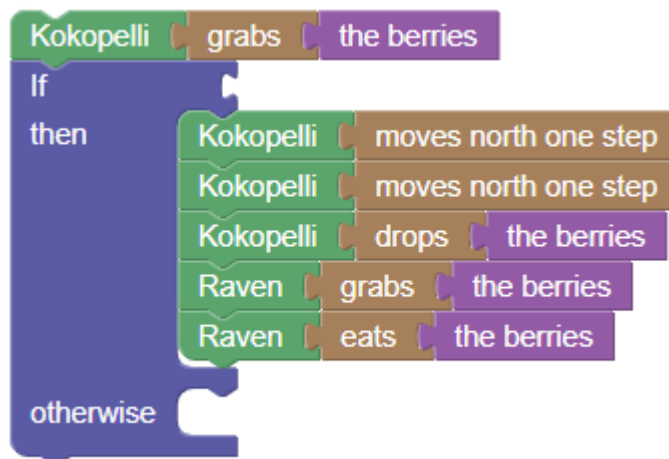 Kokopelli grabs the berries
If
then Kokopelli moves north one step
Kokopelli moves north one step
Kokopelli drops the berries
Raven grabs the berries
Raven eats the berries
otherwise